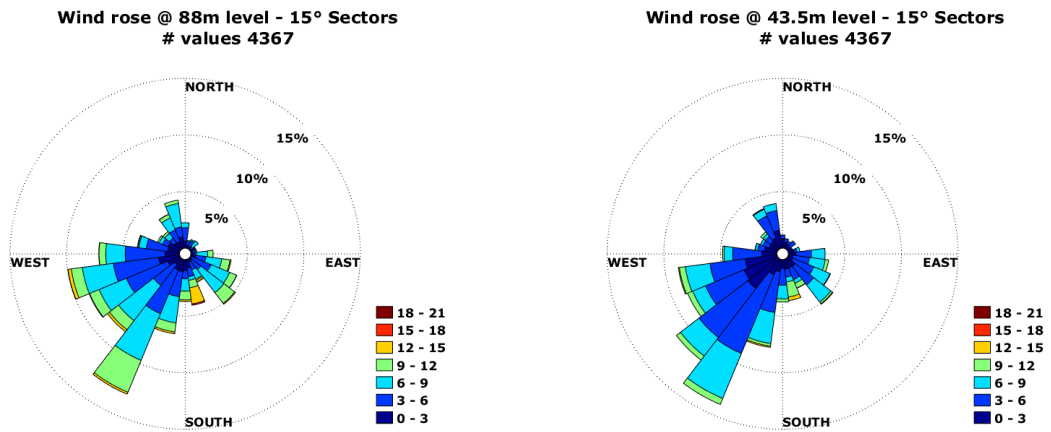 Wind rose @ 88m level - 15° Sectors
# values 4367
NORTH
15%
10%
5%
WEST
EAST
SOUTH
18 - 21
15 - 18
12 - 15
9 - 12
6 - 9
3 - 6
0 - 3
Wind rose @ 43.5m level - 15° Sectors
# values 4367
NORTH
15%
10%
5%
WEST
EAST
SOUTH
18 - 21
15 - 18
12 - 15
9 - 12
6 - 9
3 - 6
0 - 3